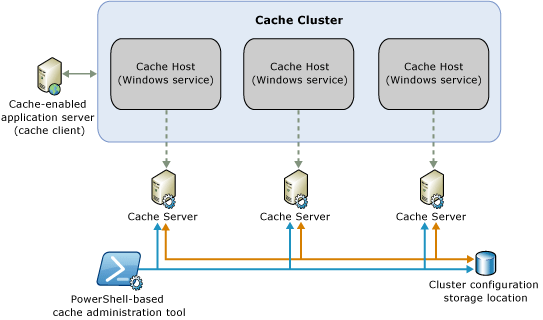 Cache Cluster
Cache Host
(Windows service)
Cache Host
(Windows service)
Cache Host
(Windows service)
Cache-enabled
application server
(cache client)
Cache Server
Cache Server
Cache Server
PowerShell-based
cache administration tool
Cluster configuration
storage location